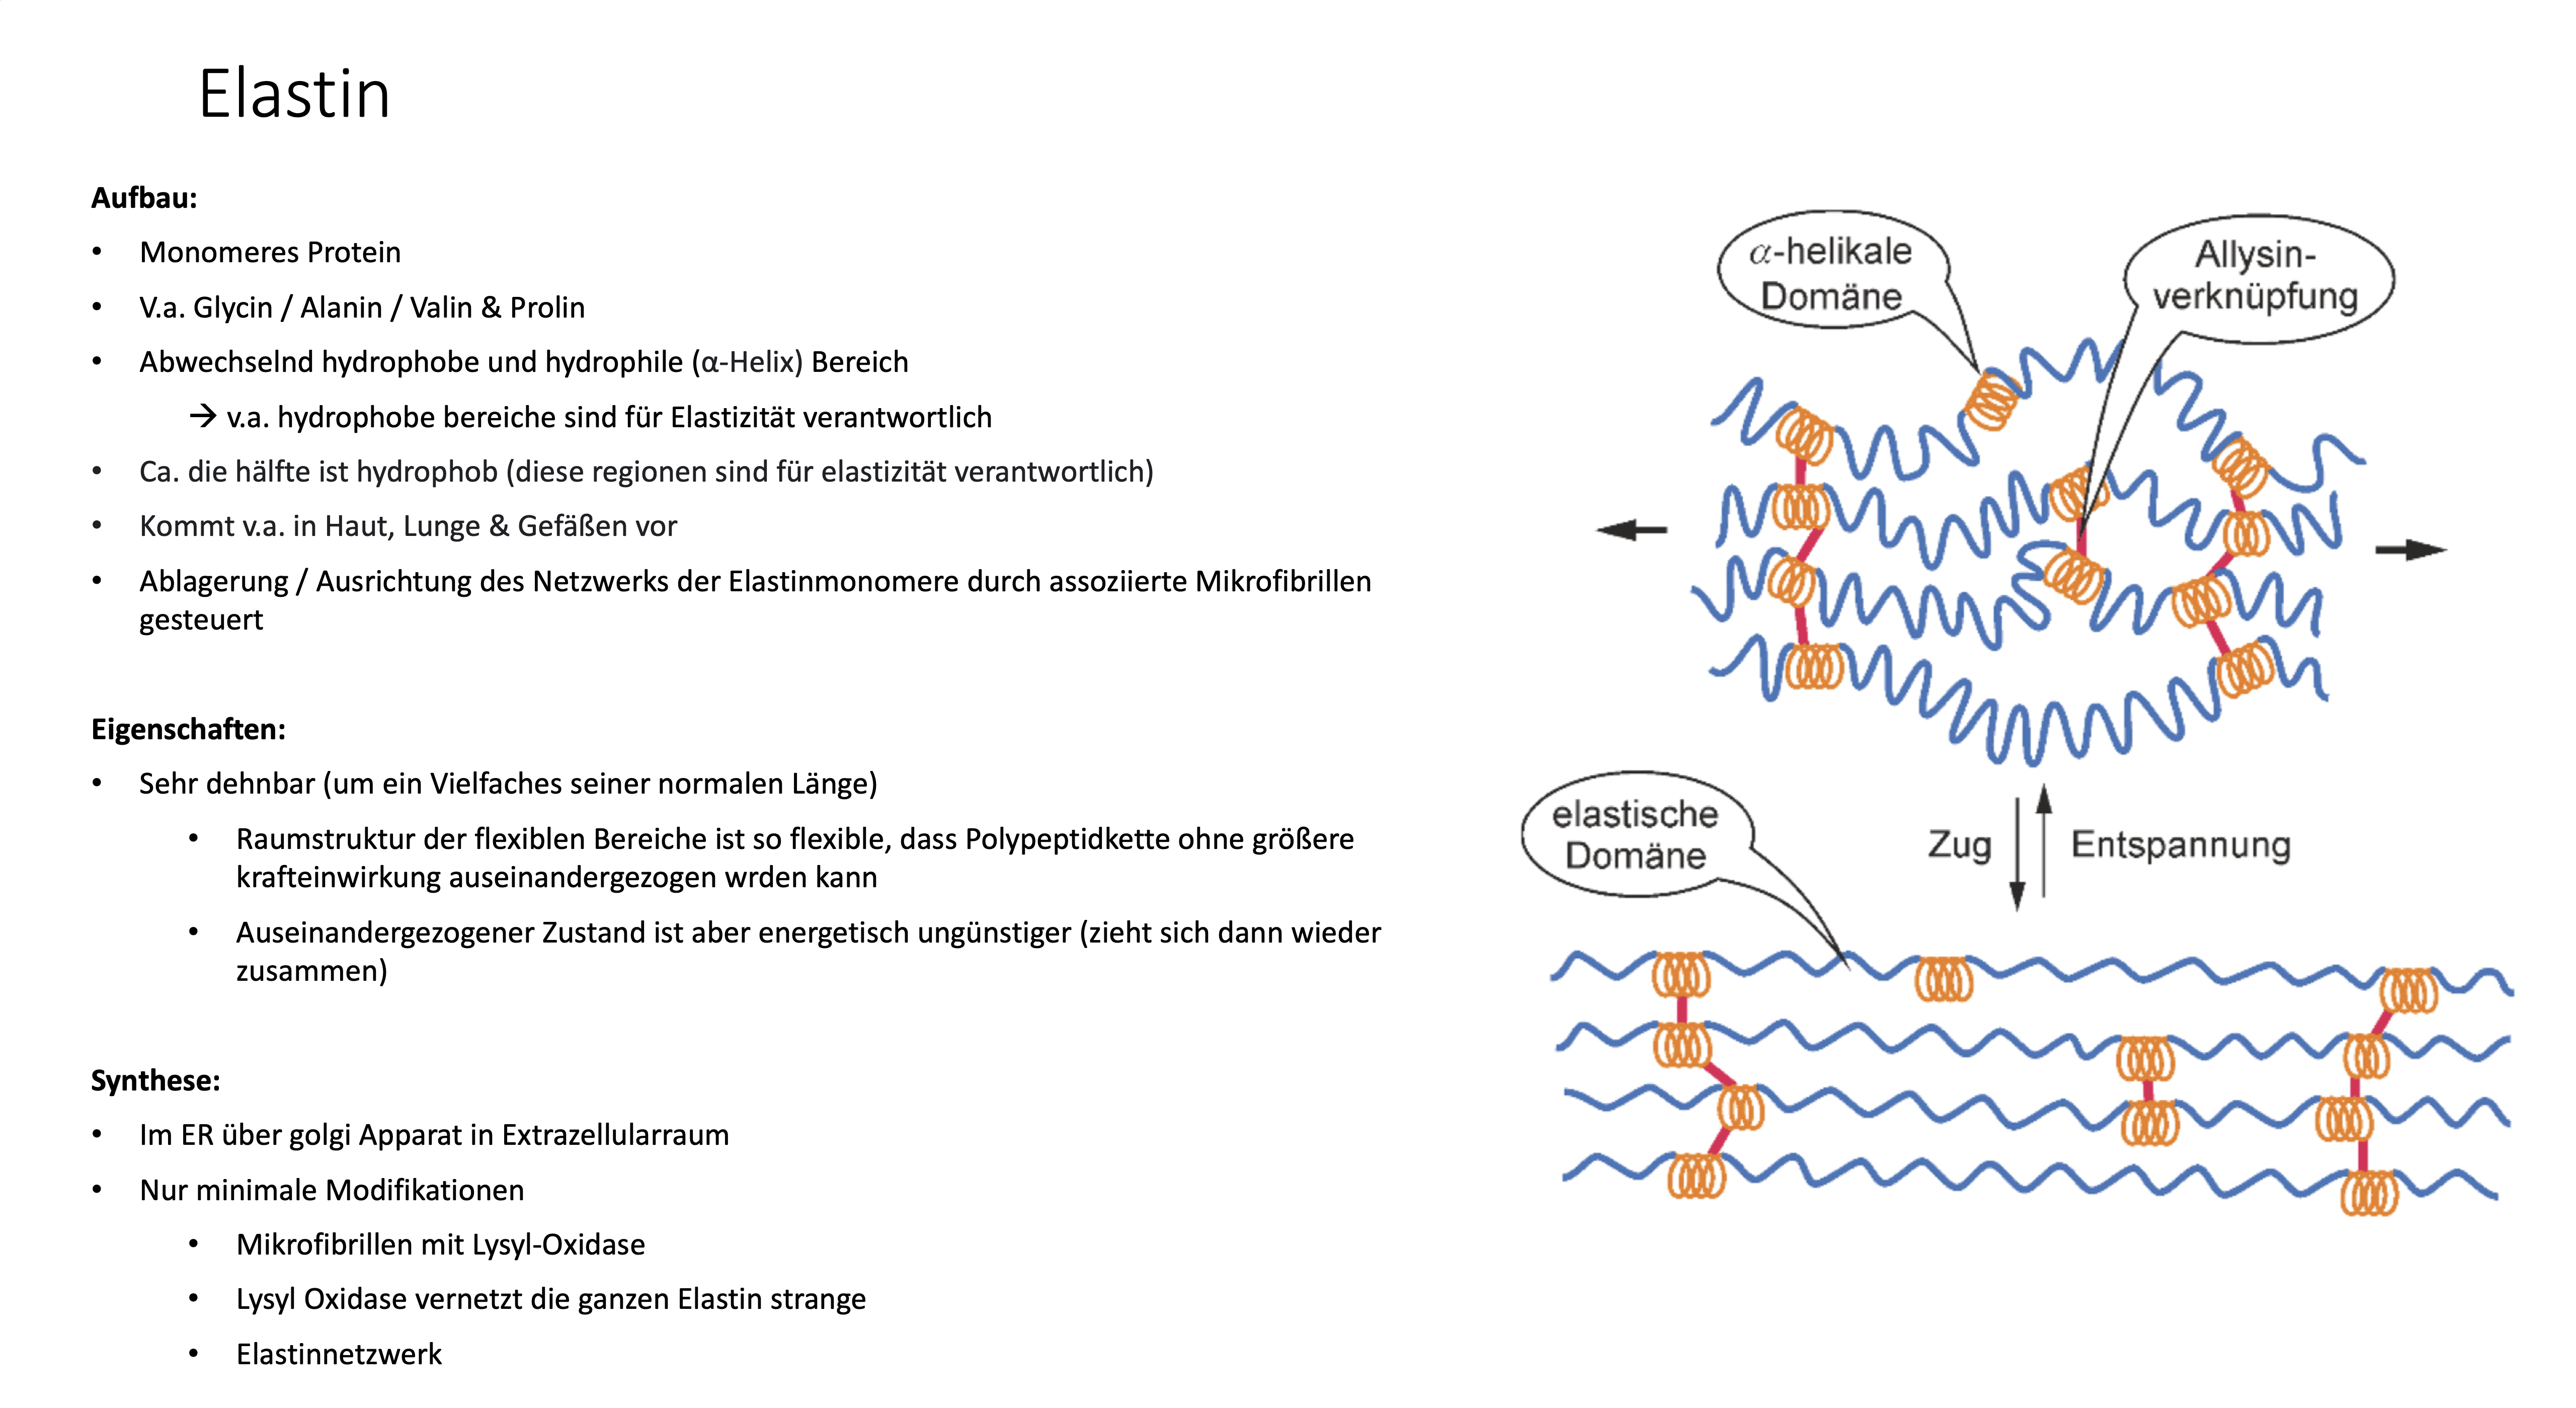 Elastin
Aufbau:
• Monomeres Protein
• V.a. Glycin / Alanin / Valin & Prolin
• Abwechselnd hydrophobe und hydrophile (α-Helix) Bereich
→ v.a. hydrophobe bereiche sind für Elastizität verantwortlich
• Ca. die hälfte ist hydrophob (diese regionen sind für elastizität verantwortlich)
• Kommt v.a. in Haut, Lunge & Gefäßen vor
• Ablagerung / Ausrichtung des Netzwerks der Elastinmonomere durch assoziierte Mikrofibrillen
gesteuert
Eigenschaften:
• Sehr dehnbar (um ein Vielfaches seiner normalen Länge)
• Raumstruktur der flexiblen Bereiche ist so flexible, dass Polypeptidkette ohne größere
krafteinwirkung auseinandergezogen wrden kann
• Auseinandergezogener Zustand ist aber energetisch ungünstiger (zieht sich dann wieder
zusammen)
Synthese:
• Im ER über golgi Apparat in Extrazellularraum
• Nur minimale Modifikationen
• Mikrofibrillen mit Lysyl-Oxidase
• Lysyl Oxidase vernetzt die ganzen Elastin strange
• Elastinnetzwerk
α-helikale
Domäne
Allysin-
verknüpfung
elastische
Domäne
Zug
Entspannung